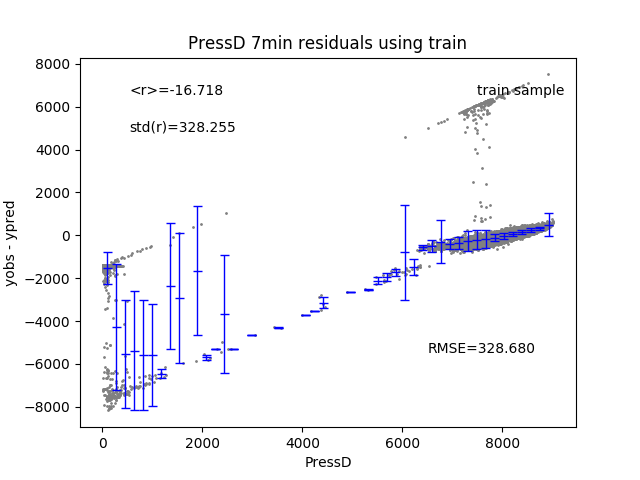 PressD 7min residuals using train
8000
<r>=-16.718
train sample
6000
std(r)=328.255
4000
2000
0
yobs - ypred
−2000
−4000
RMSE=328.680
−6000
−8000
0 2000 4000 6000 8000
PressD